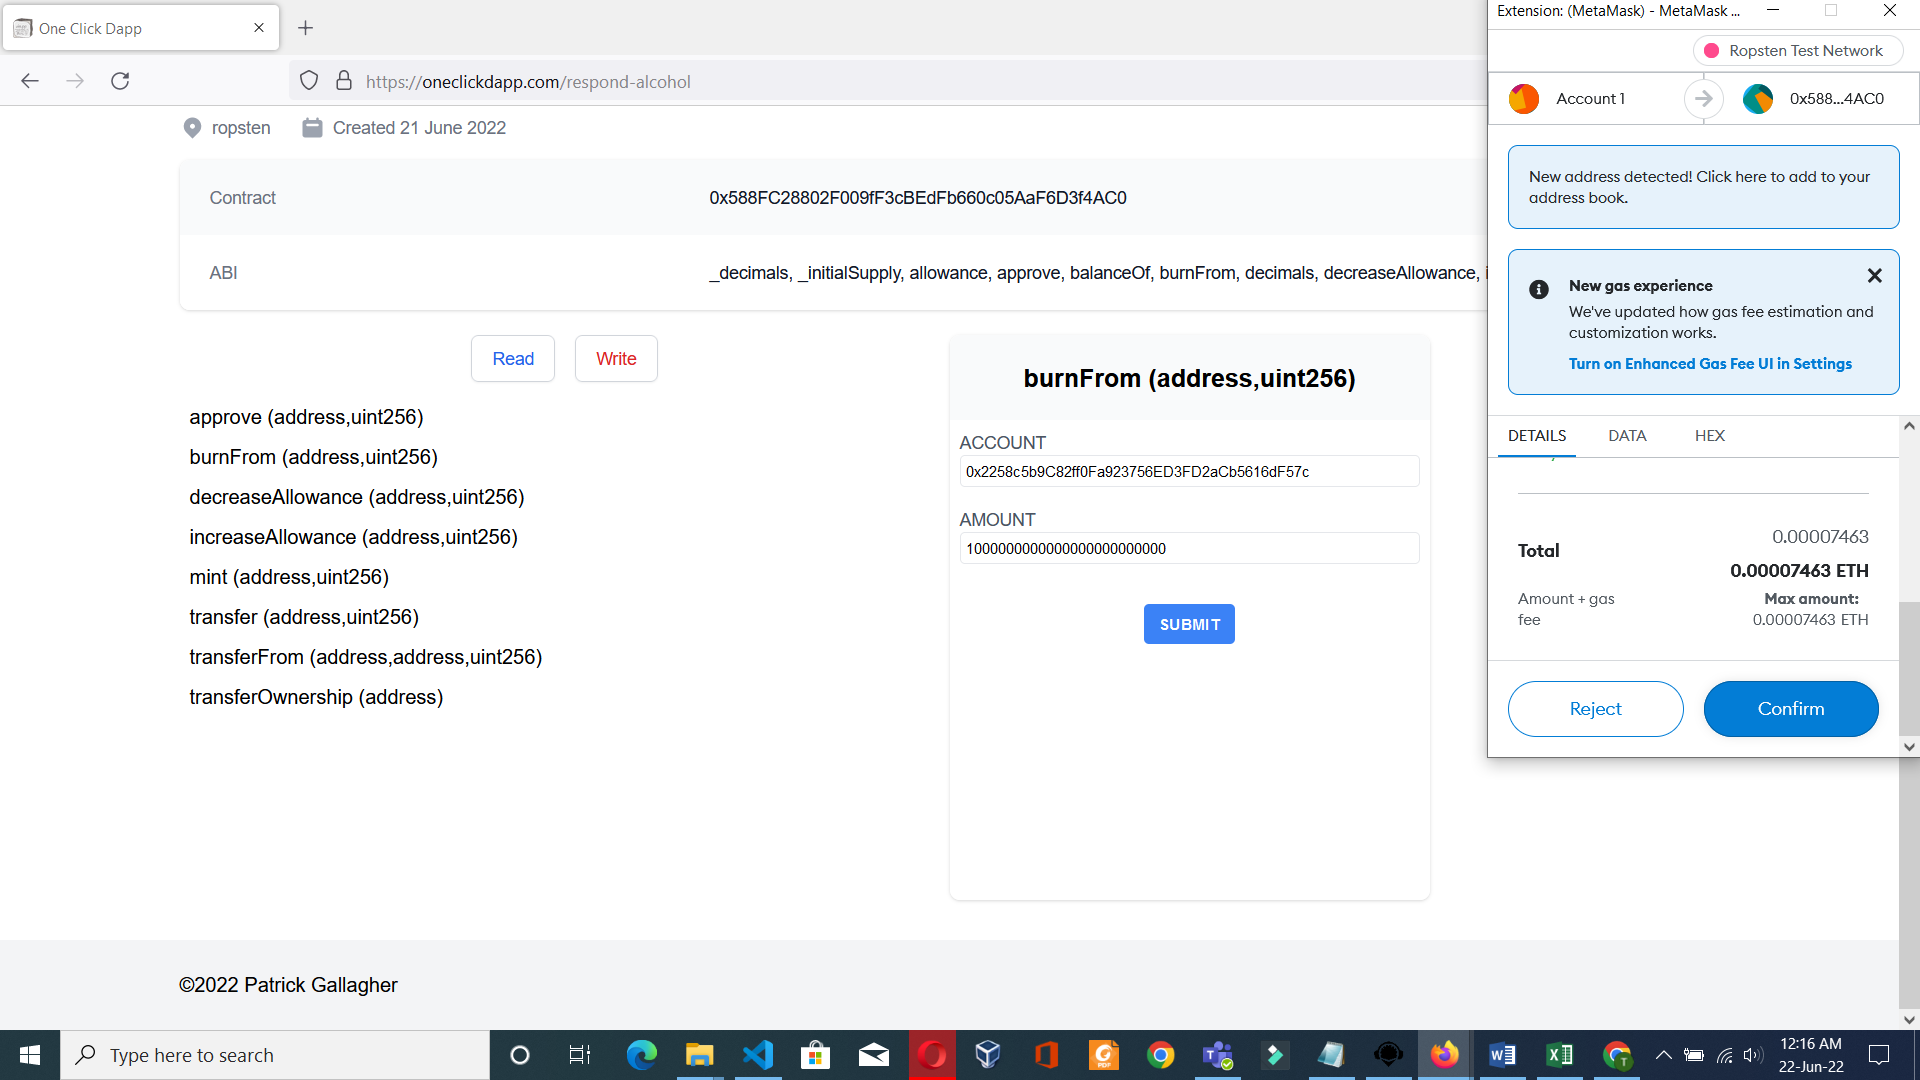 One Click Dapp
https://oneclickdapp.com/respond-alcohol
ropsten
Created 21 June 2022
Contract
0x588FC28802F009fF3cBEdFb660c05AaF6D3f4AC0
ABI
_decimals, _initialSupply, allowance, approve, balanceOf, burnFrom, decimals, decreaseAllowance,
Read
Write
approve (address,uint256)
burnFrom (address,uint256)
decreaseAllowance (address,uint256)
increaseAllowance (address,uint256)
mint (address,uint256)
transfer (address,uint256)
transferFrom (address,address,uint256)
transferOwnership (address)
burnFrom (address,uint256)
ACCOUNT
0x2258c5b9C82ff0Fa923756ED3FD2aCb5616dF57c
AMOUNT
1000000000000000000000000
SUBMIT
©2022 Patrick Gallagher
Extension: (MetaMask) - MetaMask ...
Ropsten Test Network
Account 1
0x588...4AC0
New address detected! Click here to add to your
address book.
New gas experience
We've updated how gas fee estimation and
customization works.
Turn on Enhanced Gas Fee UI in Settings
DETAILS
DATA
HEX
0.00007463
Total
0.00007463 ETH
Amount + gas
fee
Max amount:
0.00007463 ETH
Reject
Confirm
Type here to search
12:16 AM
22-Jun-22